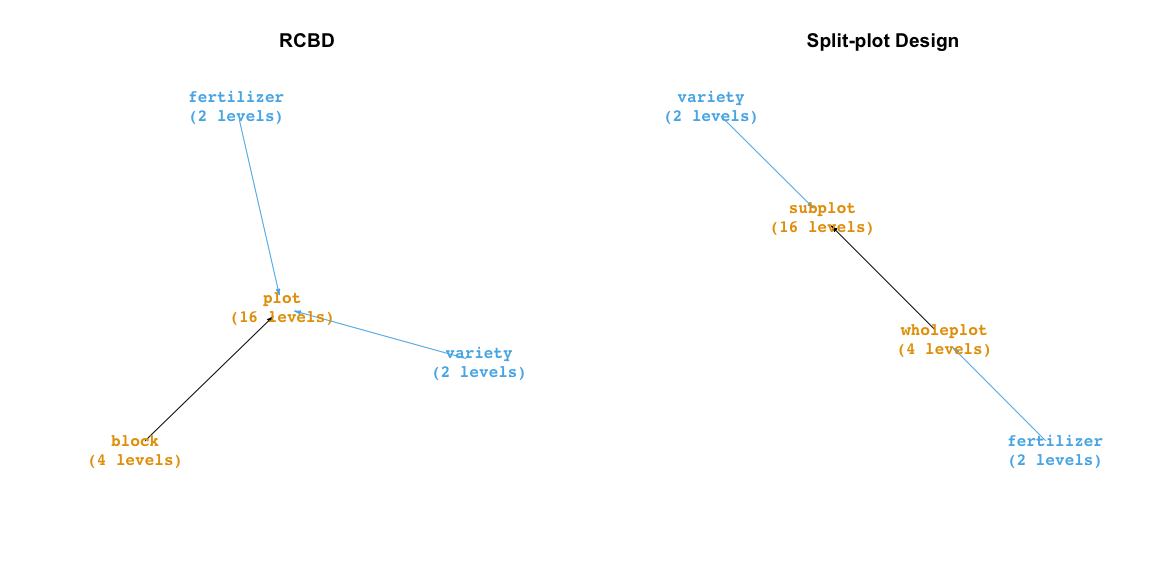 RCBD
fertilizer
(2 levels)
plot
(16 levels)
variety
(2 levels)
block
(4 levels)
Split-plot Design
variety
(2 levels)
subplot
(16 levels)
wholeplot
(4 levels)
fertilizer
(2 levels)